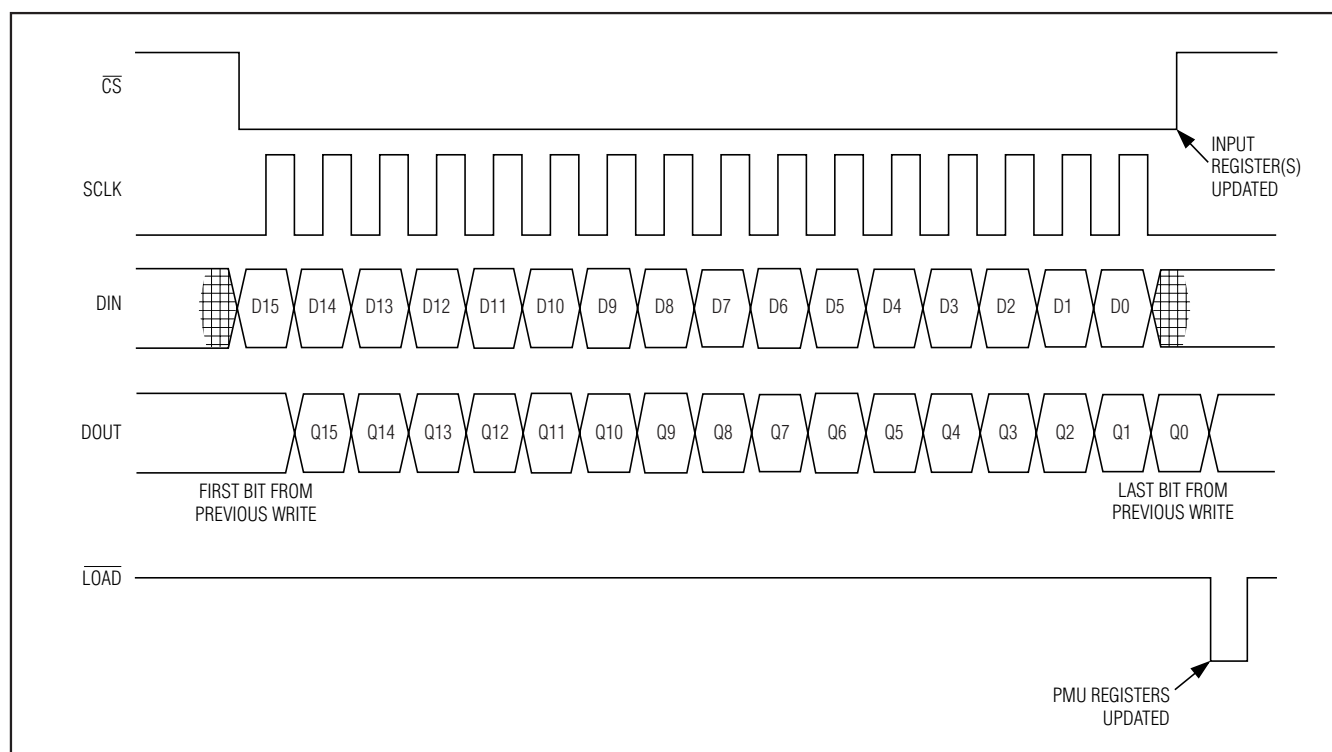 CS
INPUT
REGISTER(S)
UPDATED
SCLK
DIN D15 D14 D13 D12 D11 D10 D9 D8 D7 D6 D5 D4 D3 D2 D1 D0
DOUT Q15 Q14 Q13 Q12 Q11 Q10 Q9 Q8 Q7 Q6 Q5 Q4 Q3 Q2 Q1 Q0
FIRST BIT FROM
PREVIOUS WRITE
LAST BIT FROM
PREVIOUS WRITE
LOAD
PMU REGISTERS
UPDATED